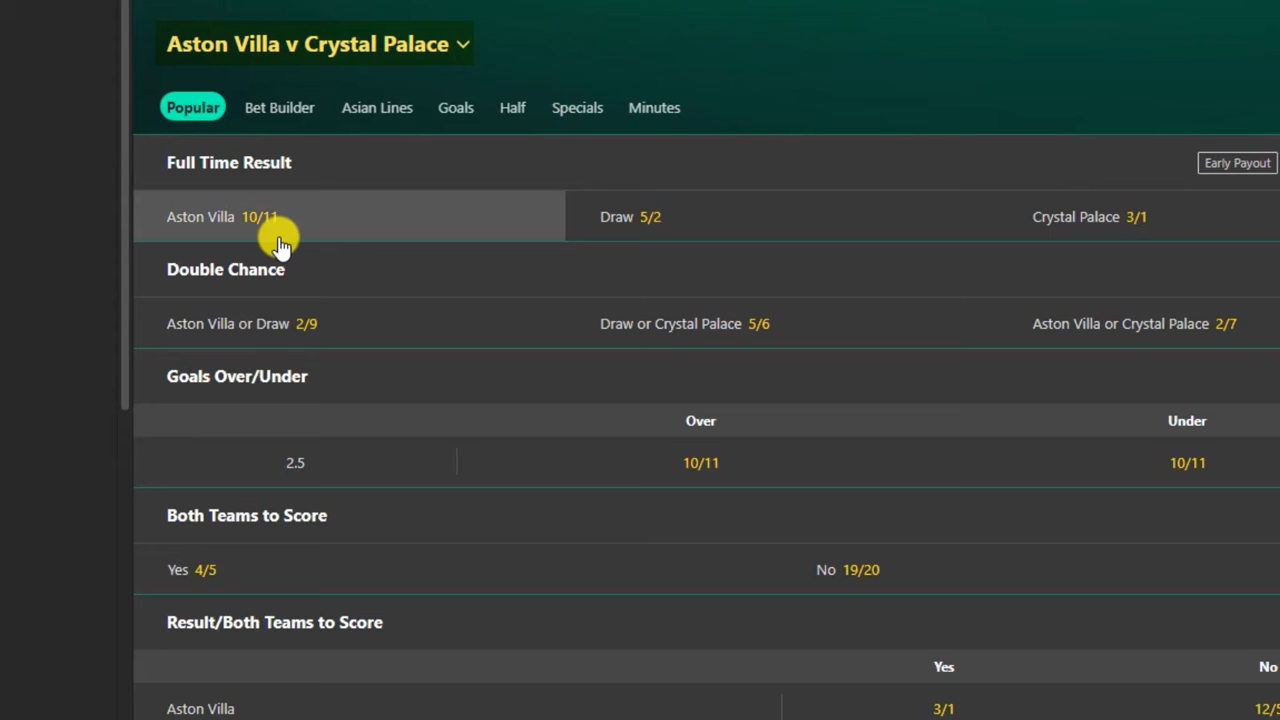 Aston Villa v Crystal Palace
Popular Bet Builder Asian Lines Goals Half Specials Minutes
Full Time Result Early Payout
Aston Villa 10/11 Draw 5/2 Crystal Palace 3/1
Double Chance
Aston Villa or Draw 2/9 Draw or Crystal Palace 5/6 Aston Villa or Crystal Palace 2/7
Goals Over/Under
Over Under
2.5 10/11 10/11
Both Teams to Score
Yes 4/5 No 19/20
Result/Both Teams to Score
Yes No
Aston Villa 3/1